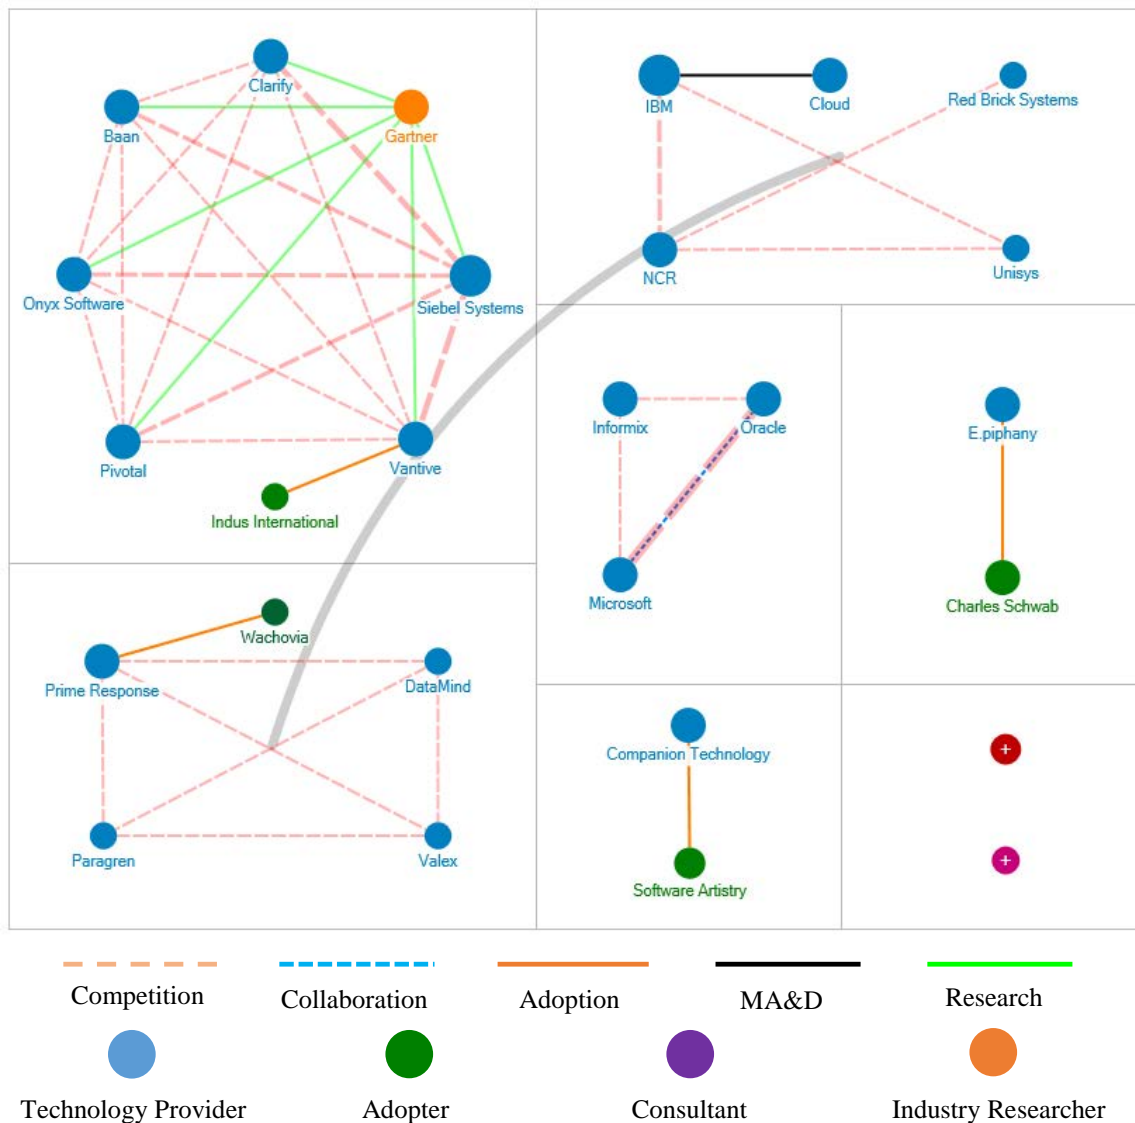 Clarify
Baan
Gartner
Onyx Software
Siebel Systems
Pivotal
Vantive
Indus International
IBM
Cloud
Red Brick Systems
NCR
Unisys
Informix
Oracle
Microsoft
E.piphany
Charles Schwab
Wachovia
Prime Response
DataMind
Paragren
Valex
Companion Technology
Software Artistry
+
+
Competition
Collaboration
Adoption
MA&D
Research
Technology Provider
Adopter
Consultant
Industry Researcher